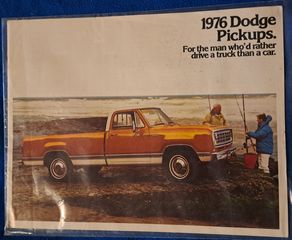 1976 Dodge
Pickups.
For the man who'd rather
drive a truck than a car.